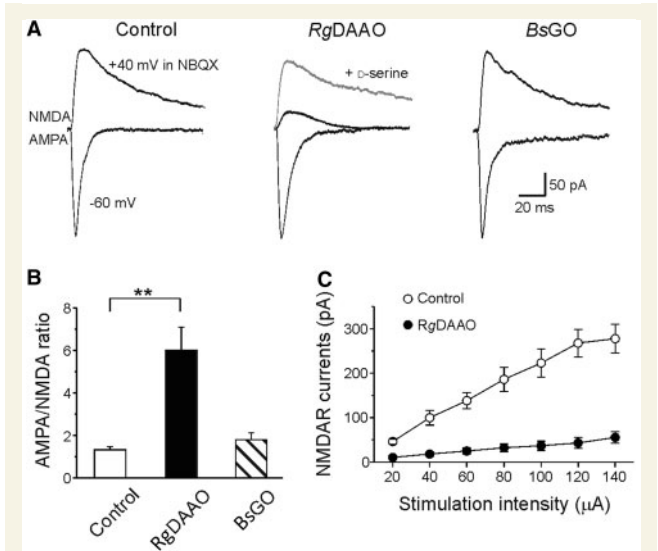 A
Control
RgDAAO
BsGO
+40 mV in NBQX
+ D-serine
NMDA
AMPA
-60 mV
50 pA
20 ms
B
**
AMPA/NMDA ratio
8
6
4
2
0
Control
RgDAAO
BsGO
C
Control
RgDAAO
NMDAR currents (pA)
300
200
100
0
20 40 60 80 100 120 140
Stimulation intensity (μA)